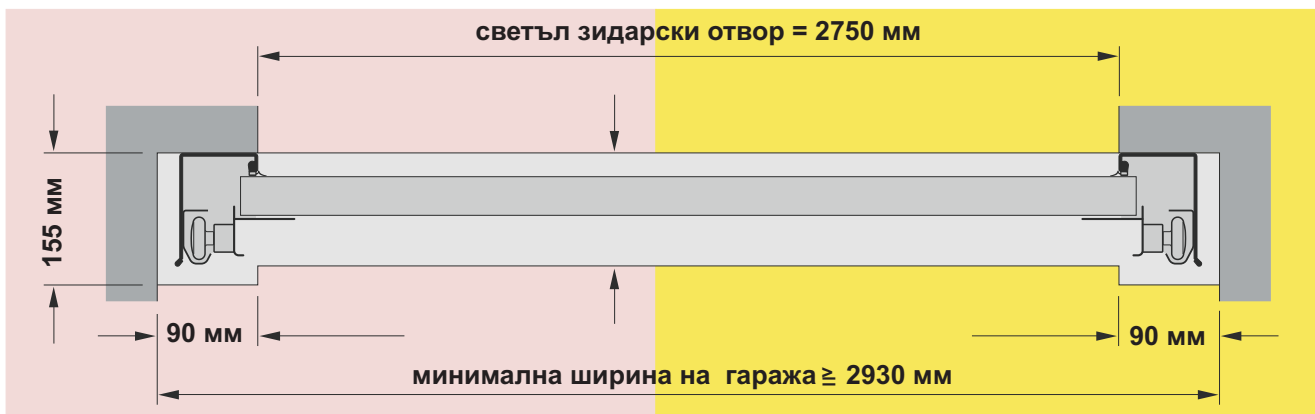 светъл зидарски отвор = 2750 мм
155 мм
90 мм
90 мм
минимална ширина на гаража ≧ 2930 мм